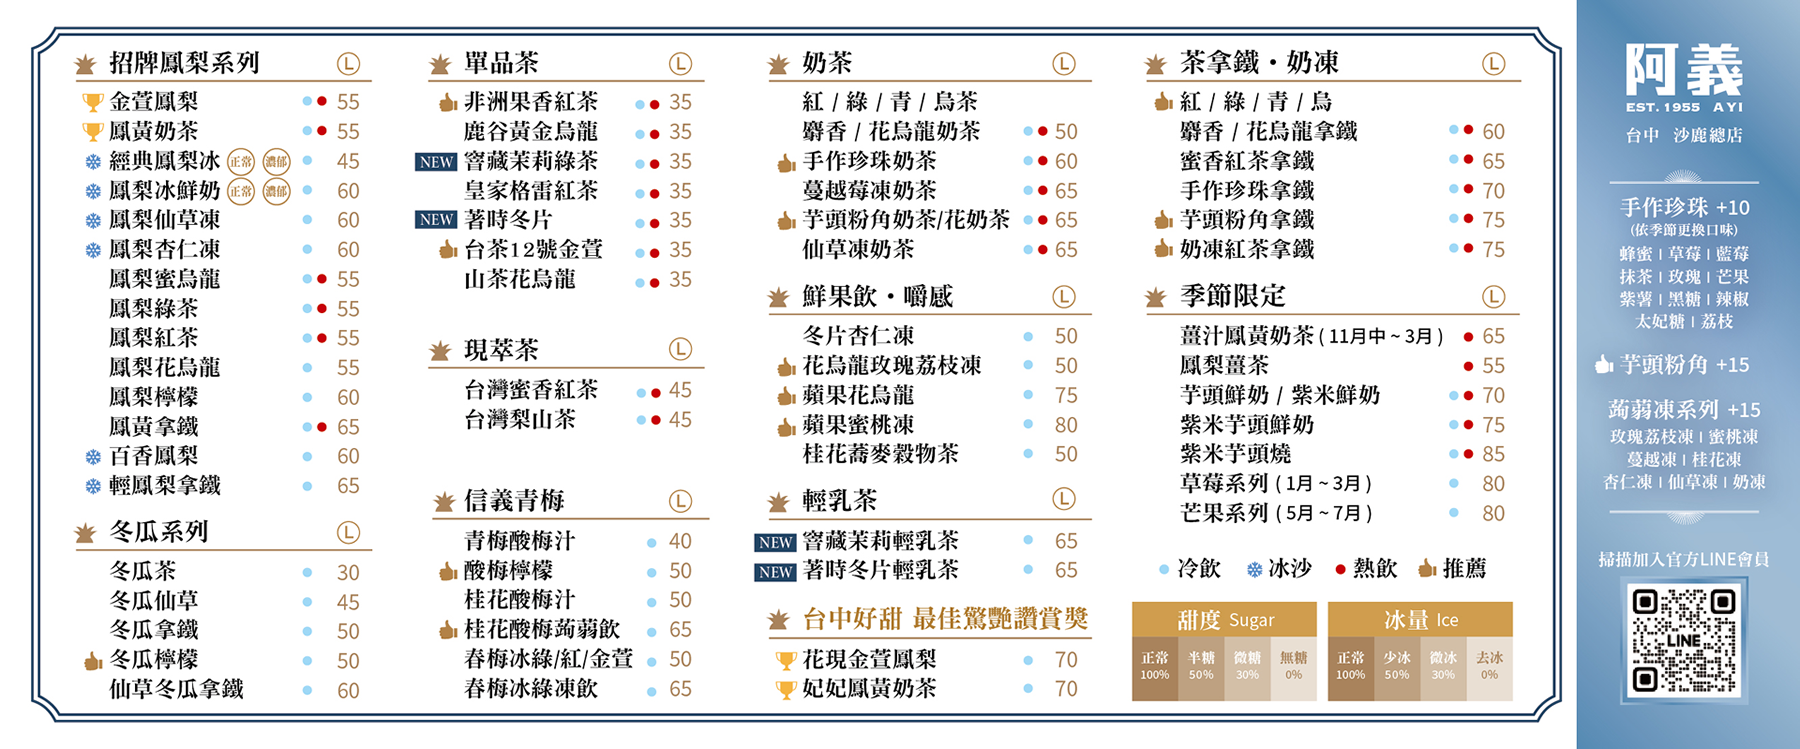 招牌鳳梨系列 Ⓛ
金萱鳳梨 55
鳳黃奶茶 55
經典鳳梨冰 正常 濃郁 45
鳳梨冰鮮奶 正常 濃郁 60
鳳梨仙草凍 60
鳳梨杏仁凍 60
鳳梨蜜烏龍 55
鳳梨綠茶 55
鳳梨紅茶 55
鳳梨花烏龍 55
鳳梨檸檬 60
鳳黃拿鐵 65
百香鳳梨 60
輕鳳梨拿鐵 65
冬瓜系列 Ⓛ
冬瓜茶 30
冬瓜仙草 45
冬瓜拿鐵 50
冬瓜檸檬 50
仙草冬瓜拿鐵 60
單品茶 Ⓛ
非洲果香紅茶 35
鹿谷黃金烏龍 35
NEW 窨藏茉莉綠茶 35
皇家格雷紅茶 35
NEW 著時冬片 35
台茶12號金萱 35
山茶花烏龍 35
現萃茶 Ⓛ
台灣蜜香紅茶 45
台灣梨山茶 45
信義青梅 Ⓛ
青梅酸梅汁 40
酸梅檸檬 50
桂花酸梅汁 50
桂花酸梅蒟蒻飲 65
春梅冰綠/紅/金萱 50
春梅冰綠凍飲 65
奶茶 Ⓛ
紅 / 綠 / 青 / 烏茶
麝香 / 花烏龍奶茶 50
手作珍珠奶茶 60
蔓越莓凍奶茶 65
芋頭粉角奶茶/花奶茶 65
仙草凍奶茶 65
鮮果飲・嚼感 Ⓛ
冬片杏仁凍 50
花烏龍玫瑰荔枝凍 50
蘋果花烏龍 75
蘋果蜜桃凍 80
桂花蕎麥穀物茶 50
輕乳茶 Ⓛ
NEW 窨藏茉莉輕乳茶 65
NEW 著時冬片輕乳茶 65
台中好甜 最佳驚艷讚賞獎
花現金萱鳳梨 70
妃妃鳳黃奶茶 70
茶拿鐵・奶凍 Ⓛ
紅 / 綠 / 青 / 烏
麝香 / 花烏龍拿鐵 60
蜜香紅茶拿鐵 65
手作珍珠拿鐵 70
芋頭粉角拿鐵 75
奶凍紅茶拿鐵 75
季節限定 Ⓛ
薑汁鳳黃奶茶 ( 11月中 ~ 3月 ) 65
鳳梨薑茶 55
芋頭鮮奶 / 紫米鮮奶 70
紫米芋頭鮮奶 75
紫米芋頭燒 85
草莓系列 ( 1月 ~ 3月 ) 80
芒果系列 ( 5月 ~ 7月 ) 80
冷飲 冰沙 熱飲 推薦
甜度 Sugar
正常 半糖 微糖 無糖
100% 50% 30% 0%
冰量 Ice
正常 少冰 微冰 去冰
100% 50% 30% 0%
阿義
EST. 1955 AYI
台中 沙鹿總店
手作珍珠 +10
(依季節更換口味)
蜂蜜 | 草莓 | 藍莓
抹茶 | 玫瑰 | 芒果
紫薯 | 黑糖 | 辣椒
太妃糖 | 荔枝
芋頭粉角 +15
蒟蒻凍系列 +15
玫瑰荔枝凍 | 蜜桃凍
蔓越凍 | 桂花凍
杏仁凍 | 仙草凍 | 奶凍
掃描加入官方LINE會員
LINE